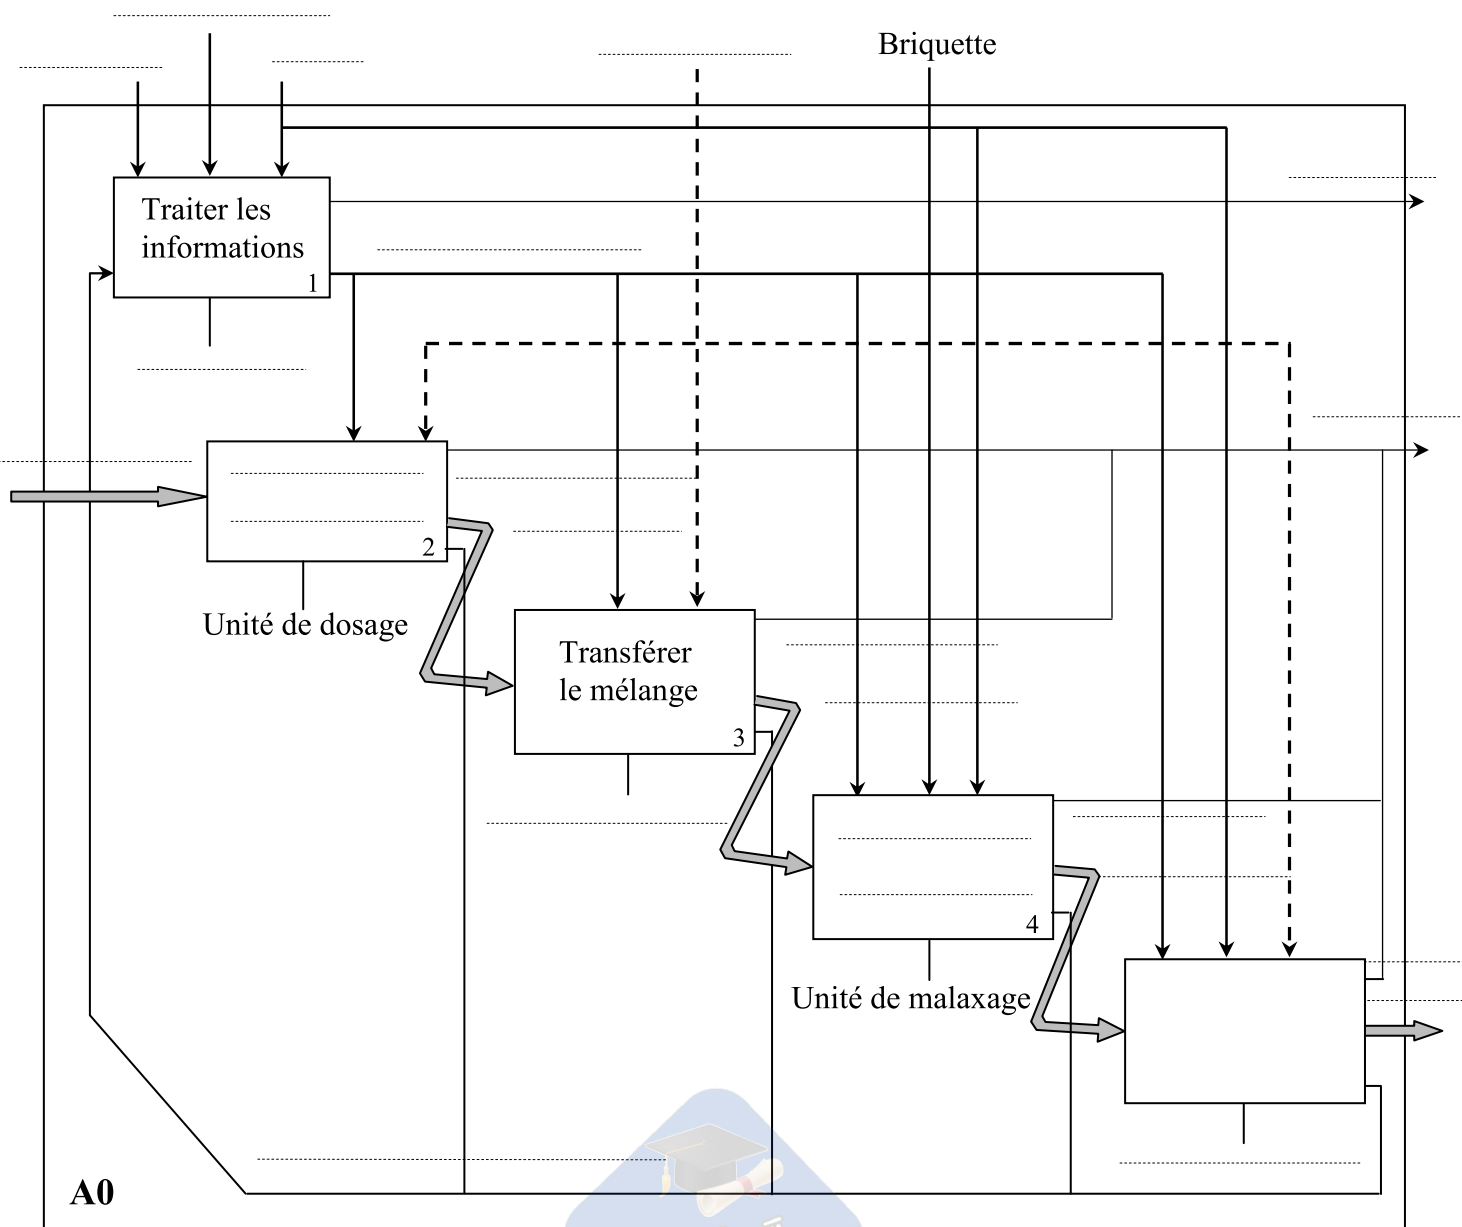 Briquette
Traiter les
informations
1
2
Unité de dosage
Transférer
le mélange
3
4
Unité de malaxage
A0